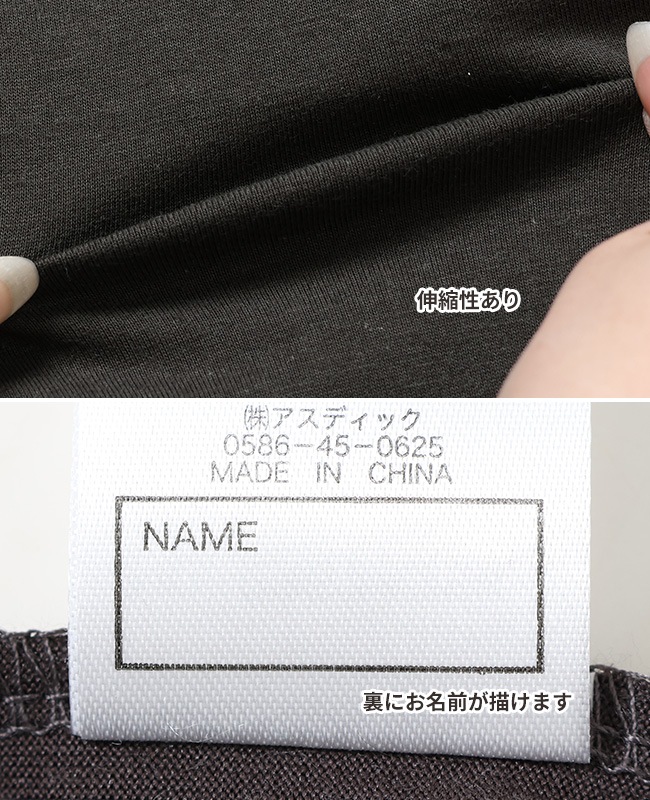 伸縮性あり
㈱アスディック
0586-45-0625
MADE IN CHINA
NAME
裏にお名前が描けます